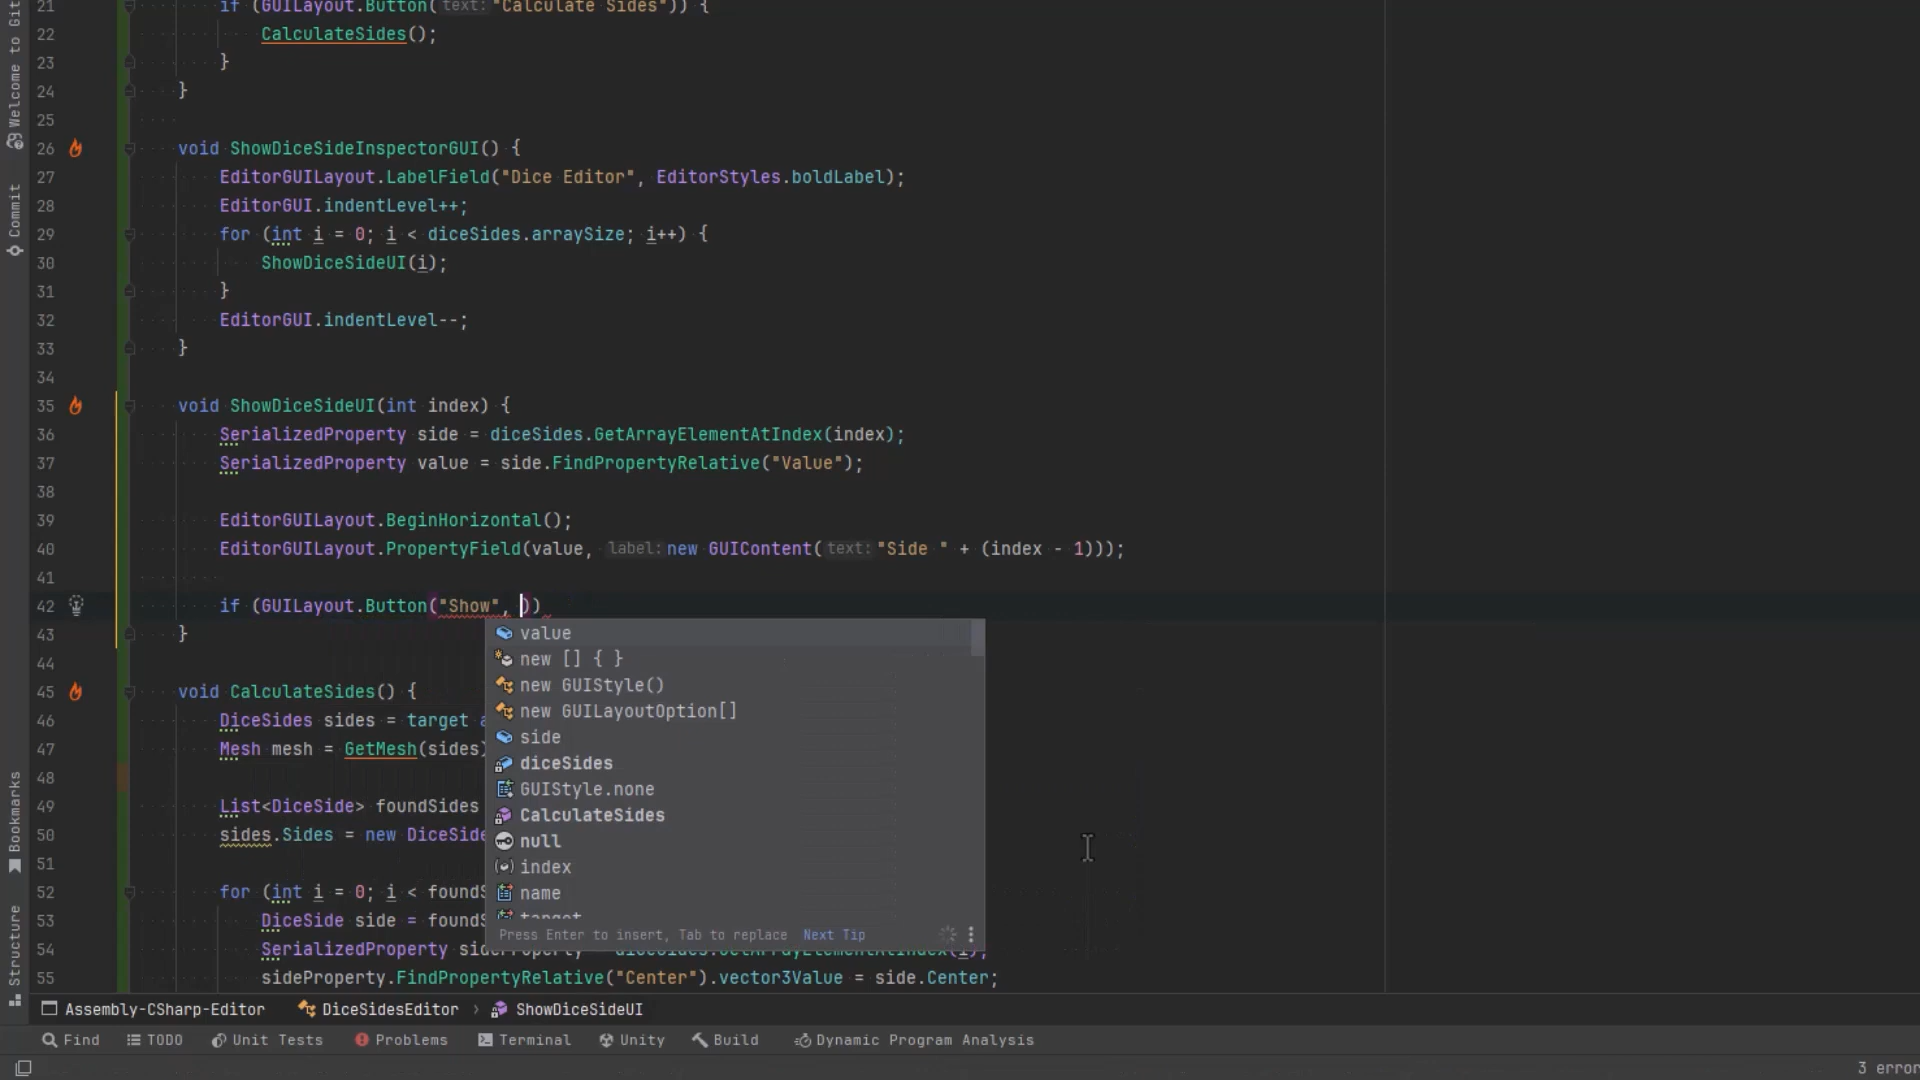 21 if (GUILayout.Button( text: "Calculate Sides")) {
22 CalculateSides();
23 }
24 }
25
26 void ShowDiceSideInspectorGUI() {
27 EditorGUILayout.LabelField("Dice Editor", EditorStyles.boldLabel);
28 EditorGUI.indentLevel++;
29 for (int i = 0; i < diceSides.arraySize; i++) {
30 ShowDiceSideUI(i);
31 }
32 EditorGUI.indentLevel--;
33 }
34
35 void ShowDiceSideUI(int index) {
36 SerializedProperty side = diceSides.GetArrayElementAtIndex(index);
37 SerializedProperty value = side.FindPropertyRelative("Value");
38
39 EditorGUILayout.BeginHorizontal();
40 EditorGUILayout.PropertyField(value, label: new GUIContent( text: "Side " + (index - 1)));
41
42 if (GUILayout.Button("Show", ))
43 }
44
45 void CalculateSides() {
46 DiceSides sides = target a
47 Mesh mesh = GetMesh(sides)
48
49 List<DiceSide> foundSides
50 sides.Sides = new DiceSide
51
52 for (int i = 0; i < foundS
53 DiceSide side = foundS
54 SerializedProperty sideProperty = diceSides.GetArrayElementAtIndex(i);
55 sideProperty.FindPropertyRelative("Center").vector3Value = side.Center;
value
new [] { }
new GUIStyle()
new GUILayoutOption[]
side
diceSides
GUIStyle.none
CalculateSides
null
index
name
target
Press Enter to insert, Tab to replace Next Tip
Welcome to Git
Commit
Bookmarks
Structure
Assembly-CSharp-Editor DiceSidesEditor › ShowDiceSideUI
Find TODO Unit Tests Problems Terminal Unity Build Dynamic Program Analysis
3 error